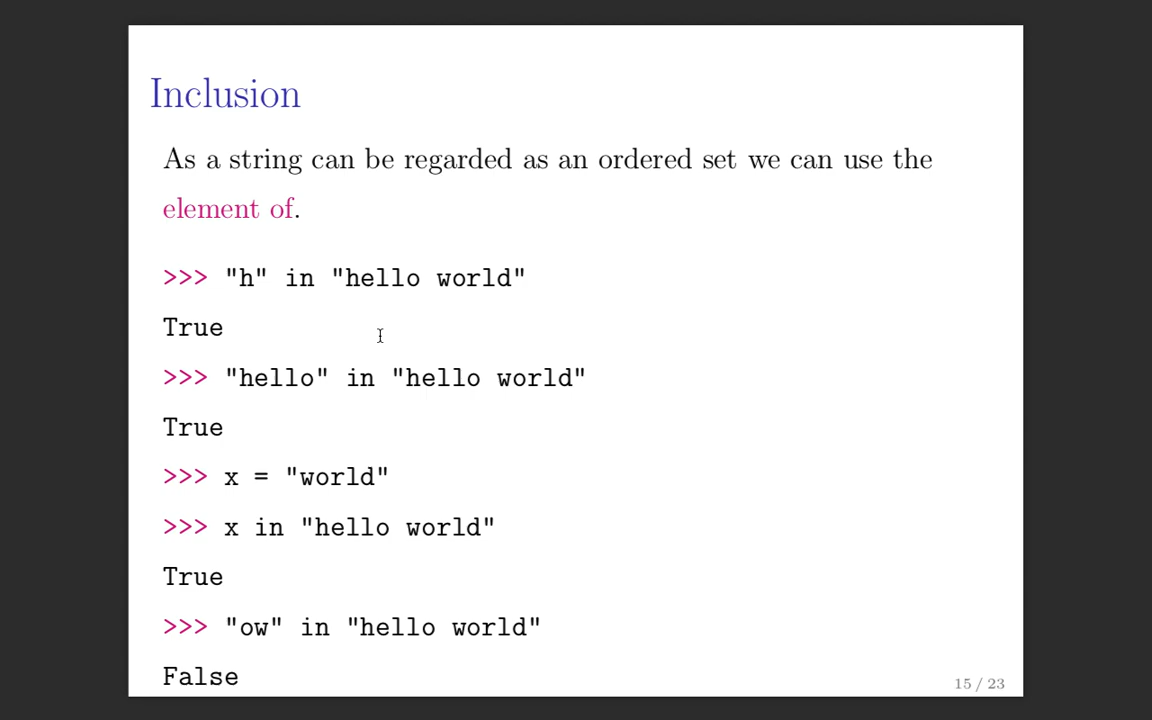 Inclusion
As a string can be regarded as an ordered set we can use the
element of.
>>> "h" in "hello world"
True
>>> "hello" in "hello world"
True
>>> x = "world"
>>> x in "hello world"
True
>>> "ow" in "hello world"
False
15 / 23